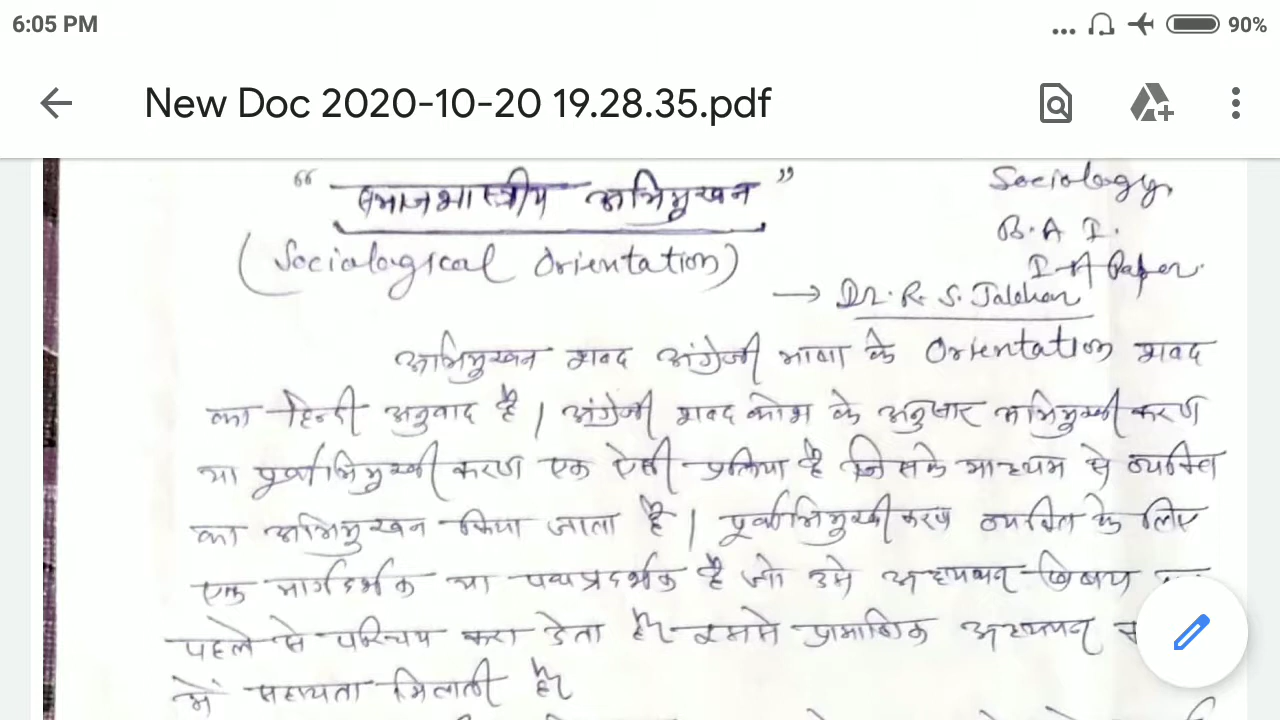 6:05 PM
... 90%
New Doc 2020-10-20 19.28.35.pdf
“ समाजशास्त्रीय अभिमुखन ”
Sociology,
B.A I.
(Sociological Orientation)
I Paper.
→ Dr. R. S.
अभिमुखन शब्द अंग्रेजी भाषा के Orientation शब्द
का हिन्दी अनुवाद है। अंग्रेजी शब्द कोश के अनुसार अभिमुखीकरण
या पूर्वाभिमुखीकरण एक ऐसी प्रक्रिया है जिसके माध्यम से व्यक्ति
का अभिमुखन किया जाता है। पूर्वाभिमुखीकरण व्यक्ति के लिए
एक मार्गदर्शक या पथप्रदर्शक है जो उसे अध्ययन विषय
पहले से परिचय करा देता है इससे प्रामाणिक अध्ययन
में सहायता मिलती है